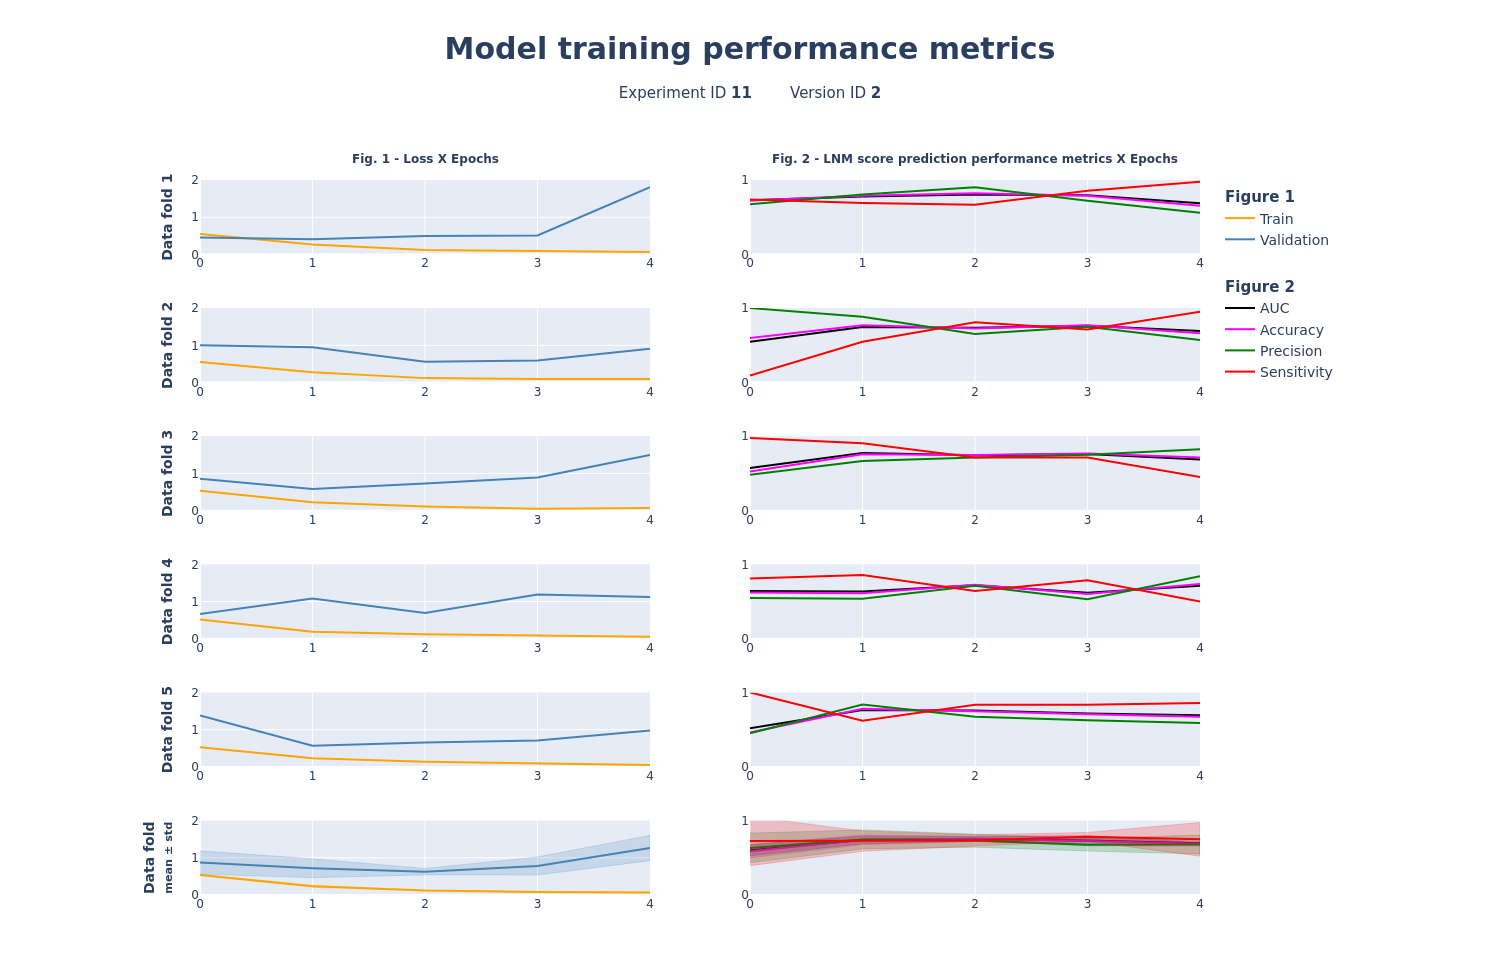 Model training performance metrics
Experiment ID 11 Version ID 2
Fig. 1 - Loss X Epochs
Fig. 2 - LNM score prediction performance metrics X Epochs
Data fold 1
2
1
0
0 1 2 3 4
1
0
0 1 2 3 4
Figure 1
Train
Validation
Figure 2
AUC
Accuracy
Precision
Sensitivity
Data fold 2
2
1
0
0 1 2 3 4
1
0
0 1 2 3 4
Data fold 3
2
1
0
0 1 2 3 4
1
0
0 1 2 3 4
Data fold 4
2
1
0
0 1 2 3 4
1
0
0 1 2 3 4
Data fold 5
2
1
0
0 1 2 3 4
1
0
0 1 2 3 4
Data fold
mean ± std
2
1
0
0 1 2 3 4
1
0
0 1 2 3 4